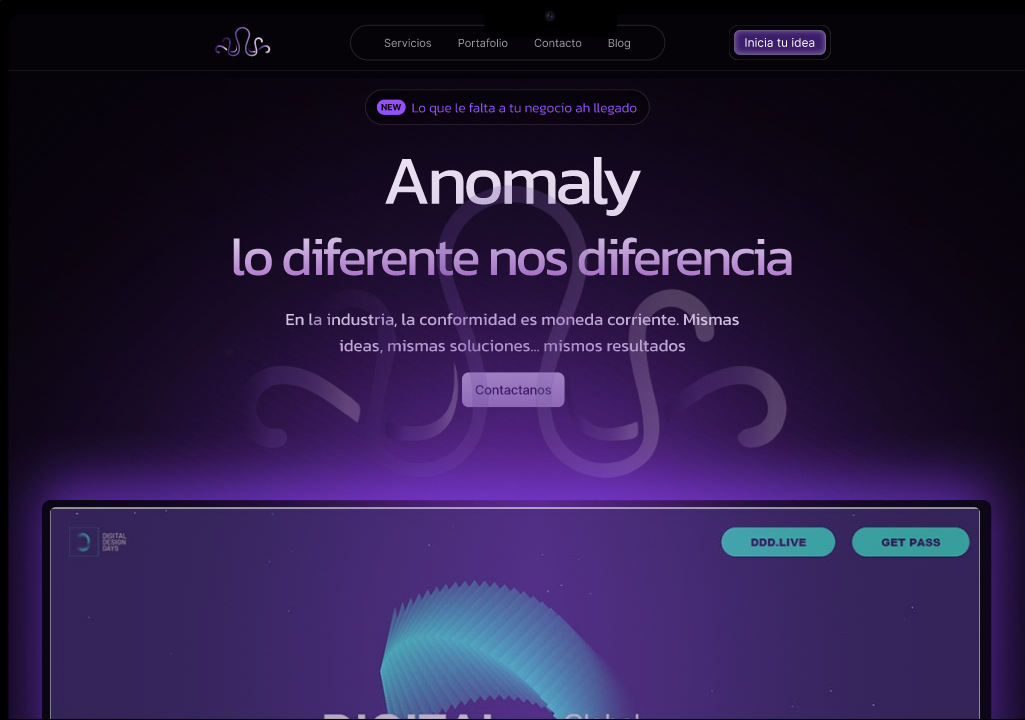 Servicios
Portafolio
Contacto
Blog
Inicia tu idea
NEW
Lo que le falta a tu negocio ah llegado
Anomaly
lo diferente nos diferencia
En la industria, la conformidad es moneda corriente. Mismas
ideas, mismas soluciones... mismos resultados
Contactanos
DIGITAL
DESIGN
DAYS
DDD.LIVE
GET PASS
DIGITAL
Global